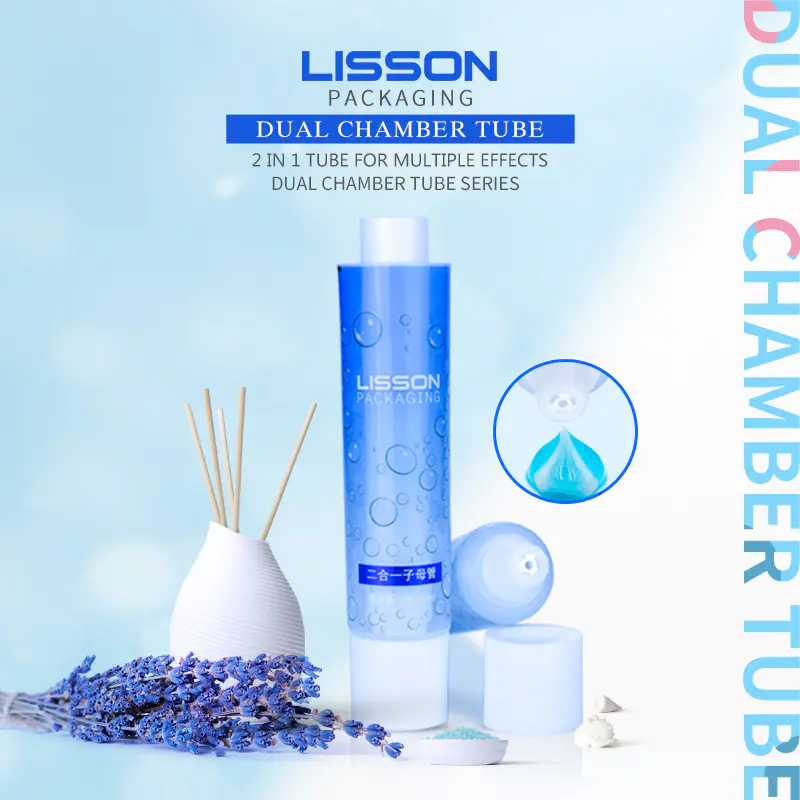 LISSON
PACKAGING
DUAL CHAMBER TUBE
2 IN 1 TUBE FOR MULTIPLE EFFECTS
DUAL CHAMBER TUBE SERIES
LISSON
PACKAGING
二合一子母管
DUAL CHAMBER TUBE